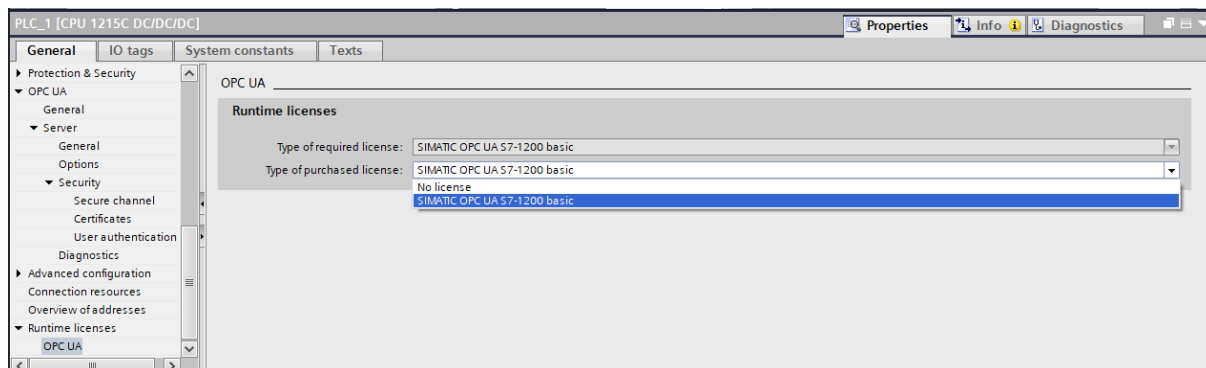 PLC_1 [CPU 1215C DC/DC/DC]
Properties
Info
Diagnostics
General
IO tags
System constants
Texts
Protection & Security
OPC UA
General
Server
General
Options
Security
Secure channel
Certificates
User authentication
Diagnostics
Advanced configuration
Connection resources
Overview of addresses
Runtime licenses
OPC UA
OPC UA
Runtime licenses
Type of required license: SIMATIC OPC UA S7-1200 basic
Type of purchased license: SIMATIC OPC UA S7-1200 basic
No license
SIMATIC OPC UA S7-1200 basic